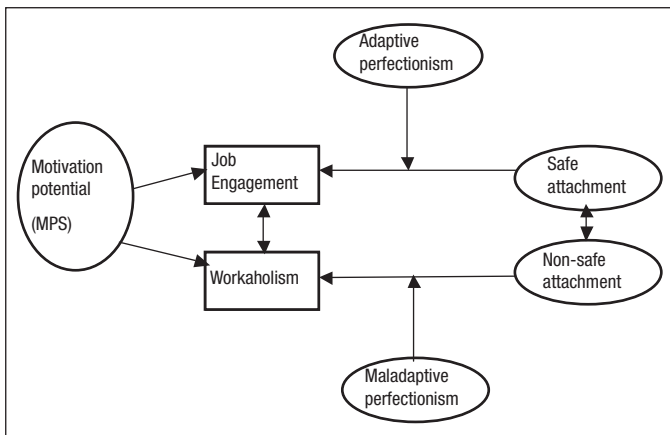 Adaptive
perfectionism
Motivation
potential
(MPS)
Job
Engagement
Safe
attachment
Workaholism
Non-safe
attachment
Maladaptive
perfectionism